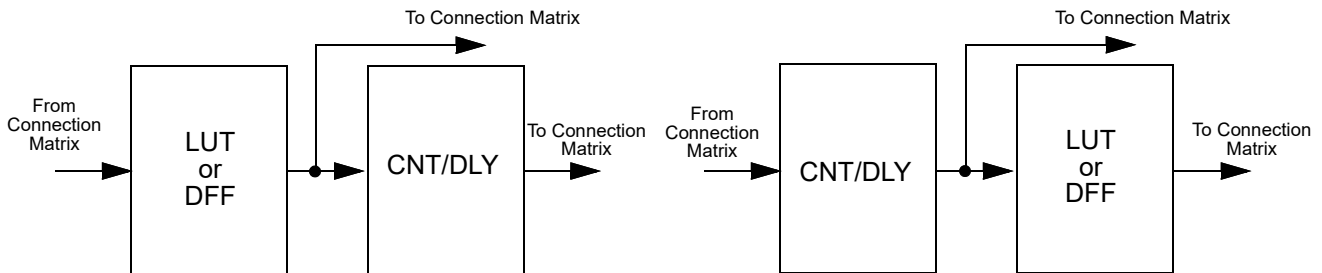 To Connection Matrix
From
Connection
Matrix
LUT
or
DFF
CNT/DLY
To Connection
Matrix
To Connection Matrix
From
Connection
Matrix
CNT/DLY
LUT
or
DFF
To Connection
Matrix